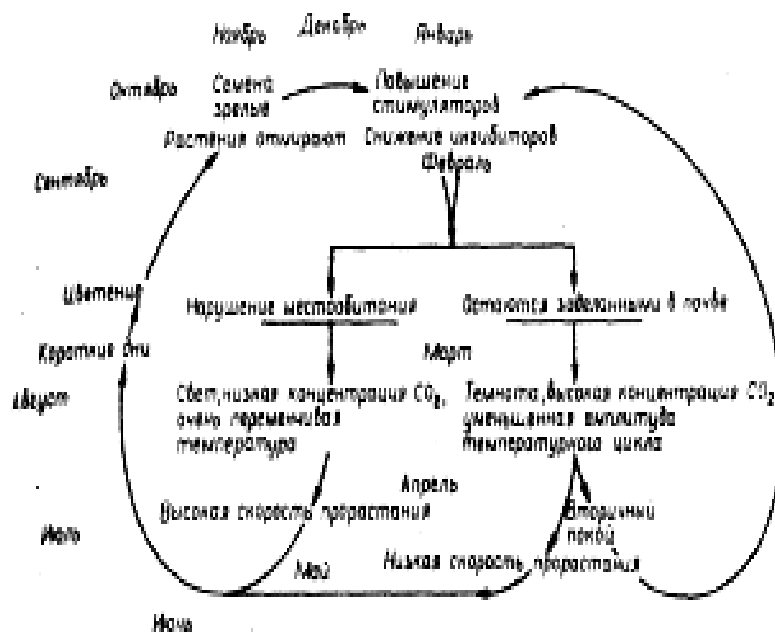 Ноябрь Декабрь Январь
Октябрь Семена зрелые Повышение стимуляторов
Растения отмирают Снижение ингибиторов
Февраль
Сентябрь
Цветение
Нарушение местообитания Остаются заделанными в почве
Короткие дни Март
Август
Свет, низкая концентрация CO₂,
очень переменчивая
температура
Темнота, высокая концентрация CO₂
уменьшенная амплитуда
температурного цикла
Апрель
Высокая скорость прорастаний
Вторичный
покой
Июль
Май
Низкая скорость прорастания
Июнь